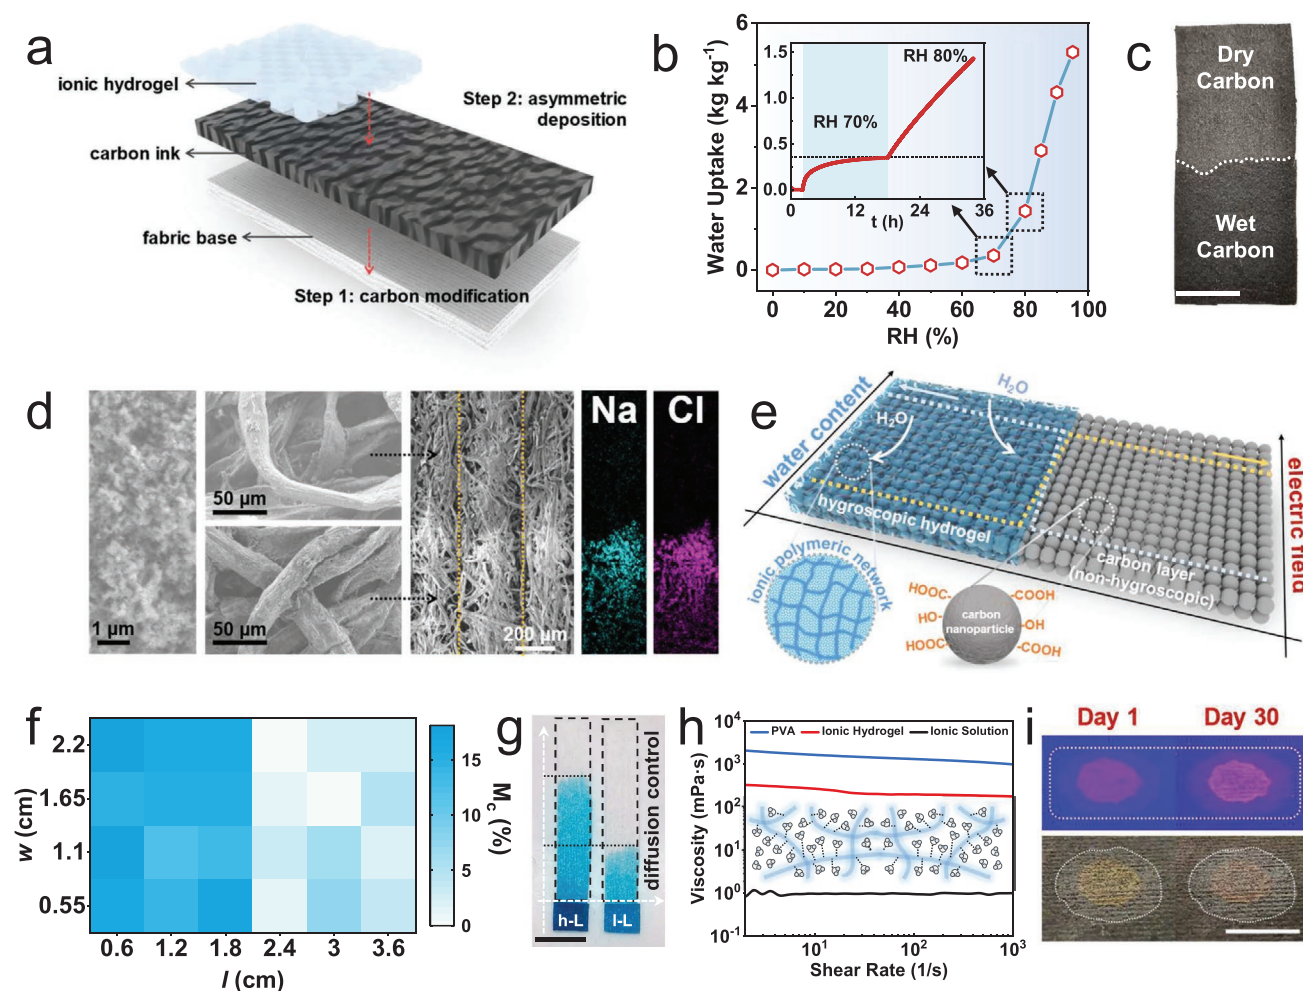 a
ionic hydrogel
carbon ink
fabric base
Step 2: asymmetric
deposition
Step 1: carbon modification
b
Water Uptake (kg kg⁻¹)
6
4
2
0
0
20
40
60
80
100
RH (%)
1.5
1.0
0.5
0.0
0
12
24
36
t (h)
RH 70%
RH 80%
c
Dry
Carbon
Wet
Carbon
d
1 µm
50 µm
50 µm
200 µm
Na
Cl
e
water content
electric field
H₂O
H₂O
hygroscopic hydrogel
carbon layer
(non-hygroscopic)
ionic polymeric network
HOOC
HO
HOOC
carbon
nanoparticle
COOH
OH
COOH
f
w (cm)
2.2
1.65
1.1
0.55
0.6
1.2
1.8
2.4
3
3.6
l (cm)
15
10
5
0
M_c (%)
g
diffusion control
h-L
l-L
h
Viscosity (mPa·s)
10⁴
10³
10²
10¹
10⁰
10⁻¹
PVA
Ionic Hydrogel
Ionic Solution
10¹
10²
10³
Shear Rate (1/s)
i
Day 1
Day 30